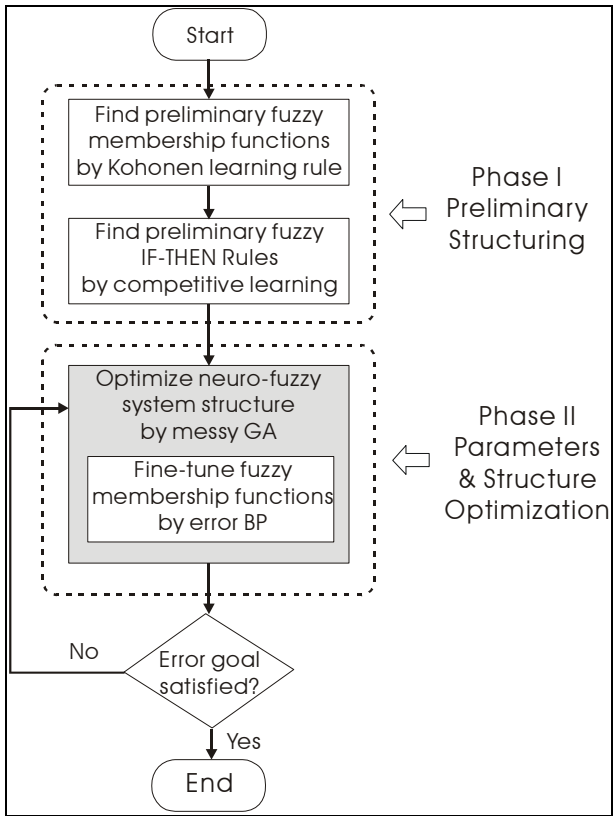 Start
Find preliminary fuzzy
membership functions
by Kohonen learning rule
Phase I
Preliminary
Structuring
Find preliminary fuzzy
IF-THEN Rules
by competitive learning
Optimize neuro-fuzzy
system structure
by messy GA
Fine-tune fuzzy
membership functions
by error BP
Phase II
Parameters
& Structure
Optimization
No
Error goal
satisfied?
Yes
End